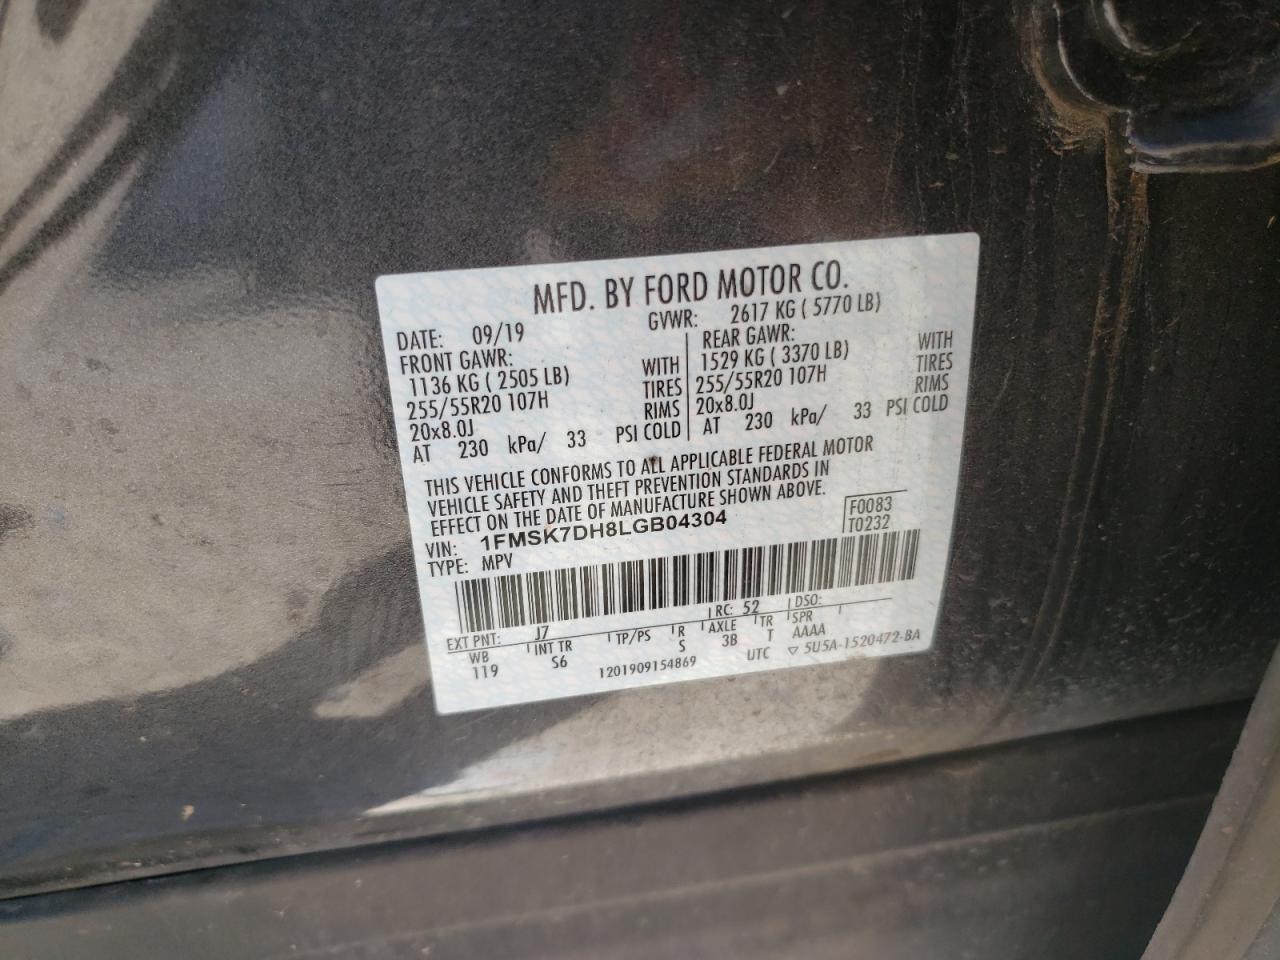 MFD. BY FORD MOTOR CO.
DATE: 09/19 GVWR: 2617 KG ( 5770 LB)
FRONT GAWR: REAR GAWR:
1136 KG ( 2505 LB) WITH 1529 KG ( 3370 LB) WITH
255/55R20 107H TIRES 255/55R20 107H TIRES
20x8.0J RIMS 20x8.0J RIMS
AT 230 kPa/ 33 PSI COLD AT 230 kPa/ 33 PSI COLD
THIS VEHICLE CONFORMS TO ALL APPLICABLE FEDERAL MOTOR
VEHICLE SAFETY AND THEFT PREVENTION STANDARDS IN
EFFECT ON THE DATE OF MANUFACTURE SHOWN ABOVE.
VIN: 1FMSK7DH8LGB04304 F0083
TYPE: MPV T0232
EXT PNT: J7 RC: 52 DSO:
WB INT TR TP/PS R AXLE TR SPR
119 S6 S 3B T AAAA
1201909154869 UTC ▽ 5U5A-1520472-BA